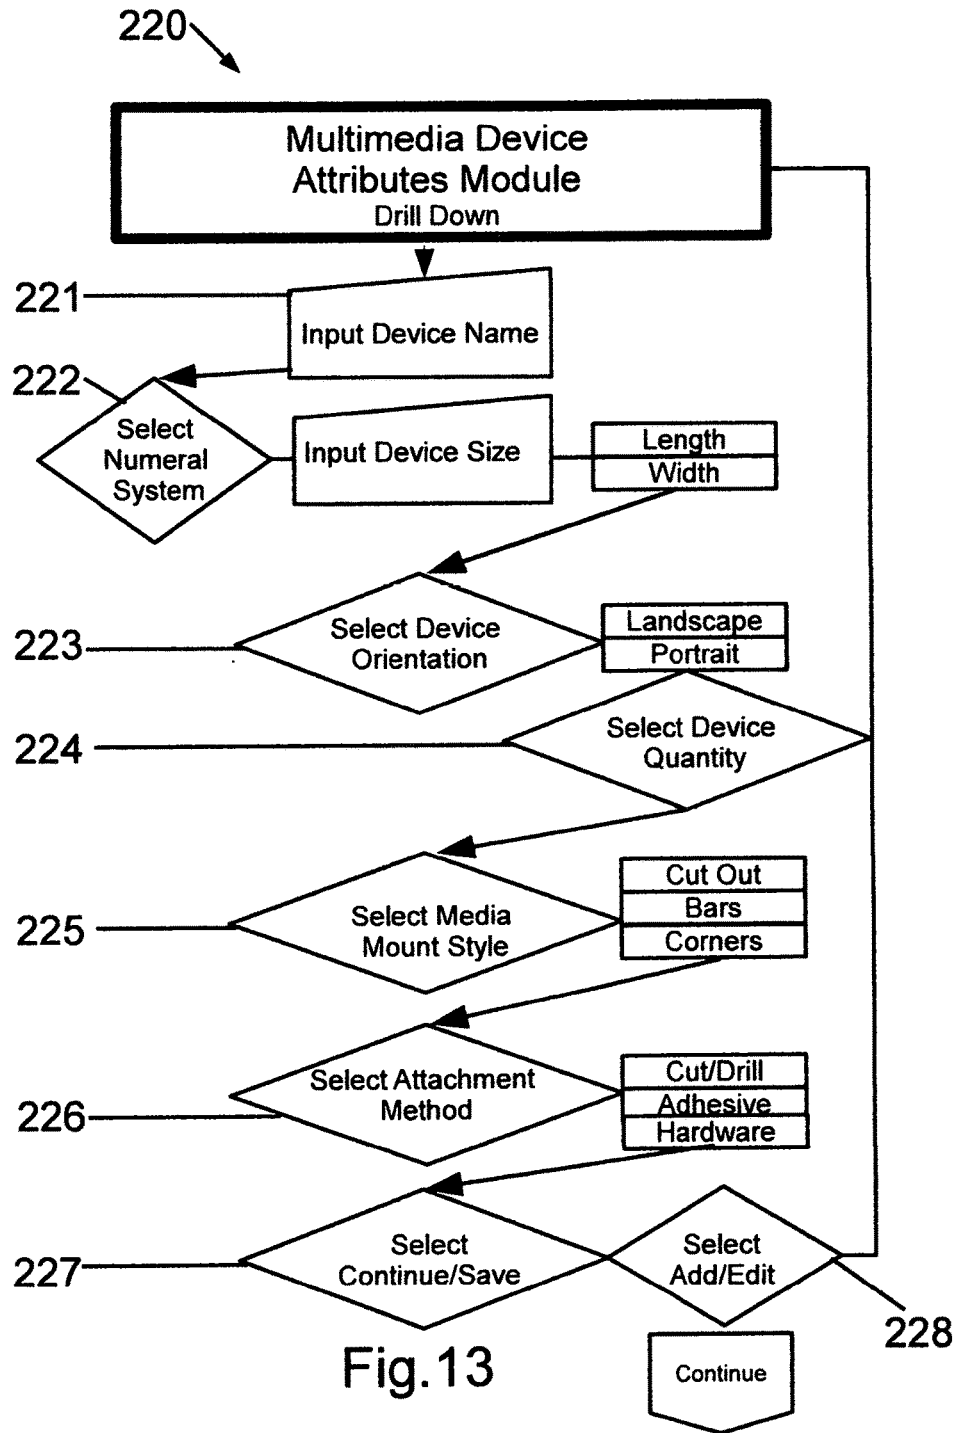 220
Multimedia Device
Attributes Module
Drill Down
221
Input Device Name
222
Select
Numeral
System
Input Device Size
Length
Width
223
Select Device
Orientation
Landscape
Portrait
224
Select Device
Quantity
225
Select Media
Mount Style
Cut Out
Bars
Corners
226
Select Attachment
Method
Cut/Drill
Adhesive
Hardware
227
Select
Continue/Save
Select
Add/Edit
228
Fig.13
Continue